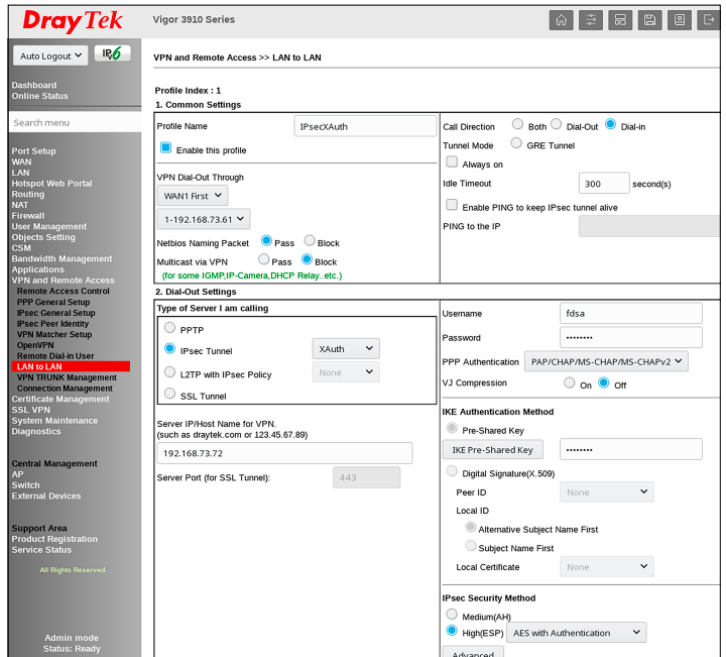 DrayTek
Vigor 3910 Series
Auto Logout
IPv6
Dashboard
Online Status
Search menu
Port Setup
WAN
LAN
Hotspot Web Portal
Routing
NAT
Firewall
User Management
Objects Setting
CSM
Bandwidth Management
Applications
VPN and Remote Access
Remote Access Control
PPP General Setup
IPsec General Setup
IPsec Peer Identity
VPN Matcher Setup
OpenVPN
Remote Dial-in User
LAN to LAN
VPN TRUNK Management
Connection Management
Certificate Management
SSL VPN
System Maintenance
Diagnostics
Central Management
AP
Switch
External Devices
Support Area
Product Registration
Service Status
All Rights Reserved.
Admin mode
Status: Ready
VPN and Remote Access >> LAN to LAN
Profile Index : 1
1. Common Settings
Profile Name IPsecXAuth
Enable this profile
VPN Dial-Out Through
WAN1 First
1-192.168.73.61
Netbios Naming Packet Pass Block
Multicast via VPN Pass Block
(for some IGMP,IP-Camera,DHCP Relay..etc.)
Call Direction Both Dial-Out Dial-in
Tunnel Mode GRE Tunnel
Always on
Idle Timeout 300 second(s)
Enable PING to keep IPsec tunnel alive
PING to the IP
2. Dial-Out Settings
Type of Server I am calling
PPTP
IPsec Tunnel XAuth
L2TP with IPsec Policy None
SSL Tunnel
Server IP/Host Name for VPN.
(such as draytek.com or 123.45.67.89)
192.168.73.72
Server Port (for SSL Tunnel): 443
Username fdsa
Password ........
PPP Authentication PAP/CHAP/MS-CHAP/MS-CHAPv2
VJ Compression On Off
IKE Authentication Method
Pre-Shared Key
IKE Pre-Shared Key ........
Digital Signature(X.509)
Peer ID None
Local ID
Alternative Subject Name First
Subject Name First
Local Certificate None
IPsec Security Method
Medium(AH)
High(ESP) AES with Authentication
Advanced